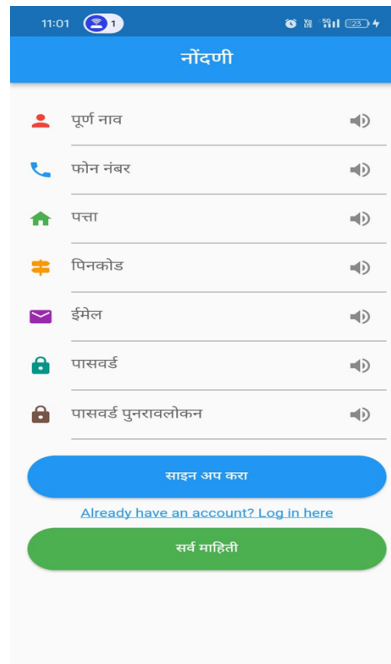 11:01 1 23
नोंदणी
पूर्ण नाव
फोन नंबर
पत्ता
पिनकोड
ईमेल
पासवर्ड
पासवर्ड पुनरावलोकन
साइन अप करा
Already have an account? Log in here
सर्व माहिती